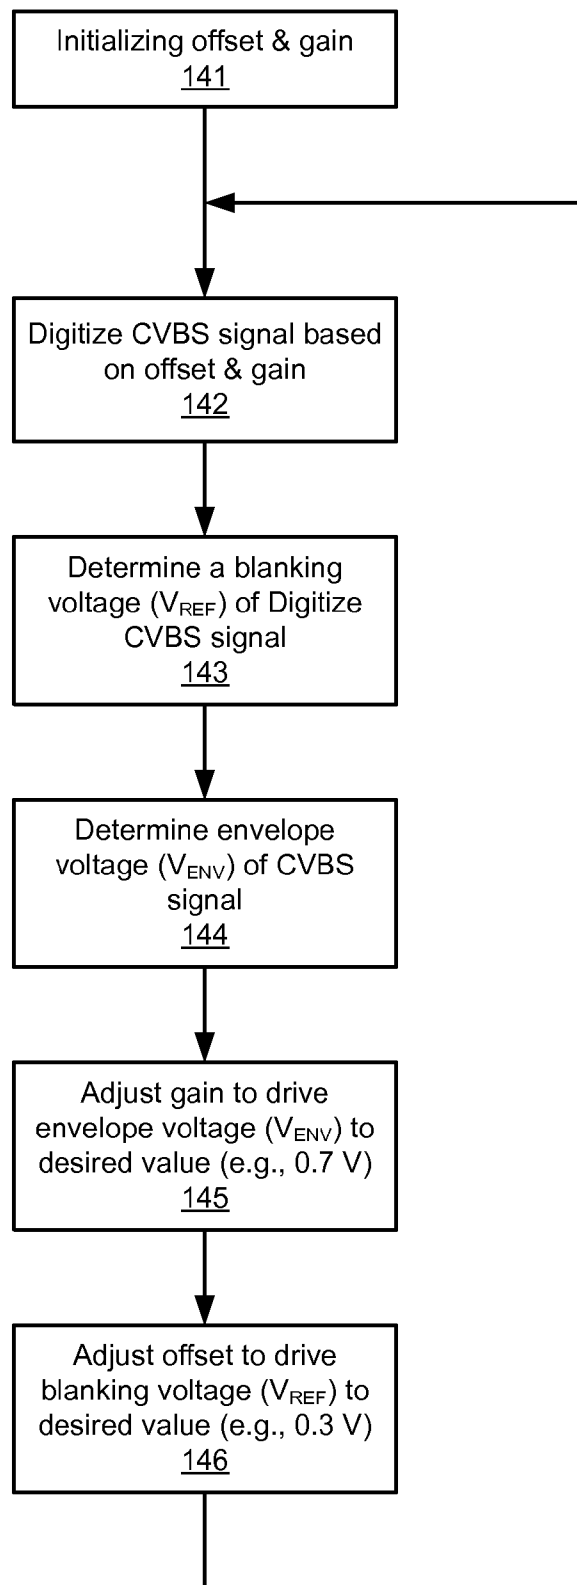 Initializing offset & gain
141
Digitize CVBS signal based
on offset & gain
142
Determine a blanking
voltage (VREF) of Digitize
CVBS signal
143
Determine envelope
voltage (VENV) of CVBS
signal
144
Adjust gain to drive
envelope voltage (VENV) to
desired value (e.g., 0.7 V)
145
Adjust offset to drive
blanking voltage (VREF) to
desired value (e.g., 0.3 V)
146